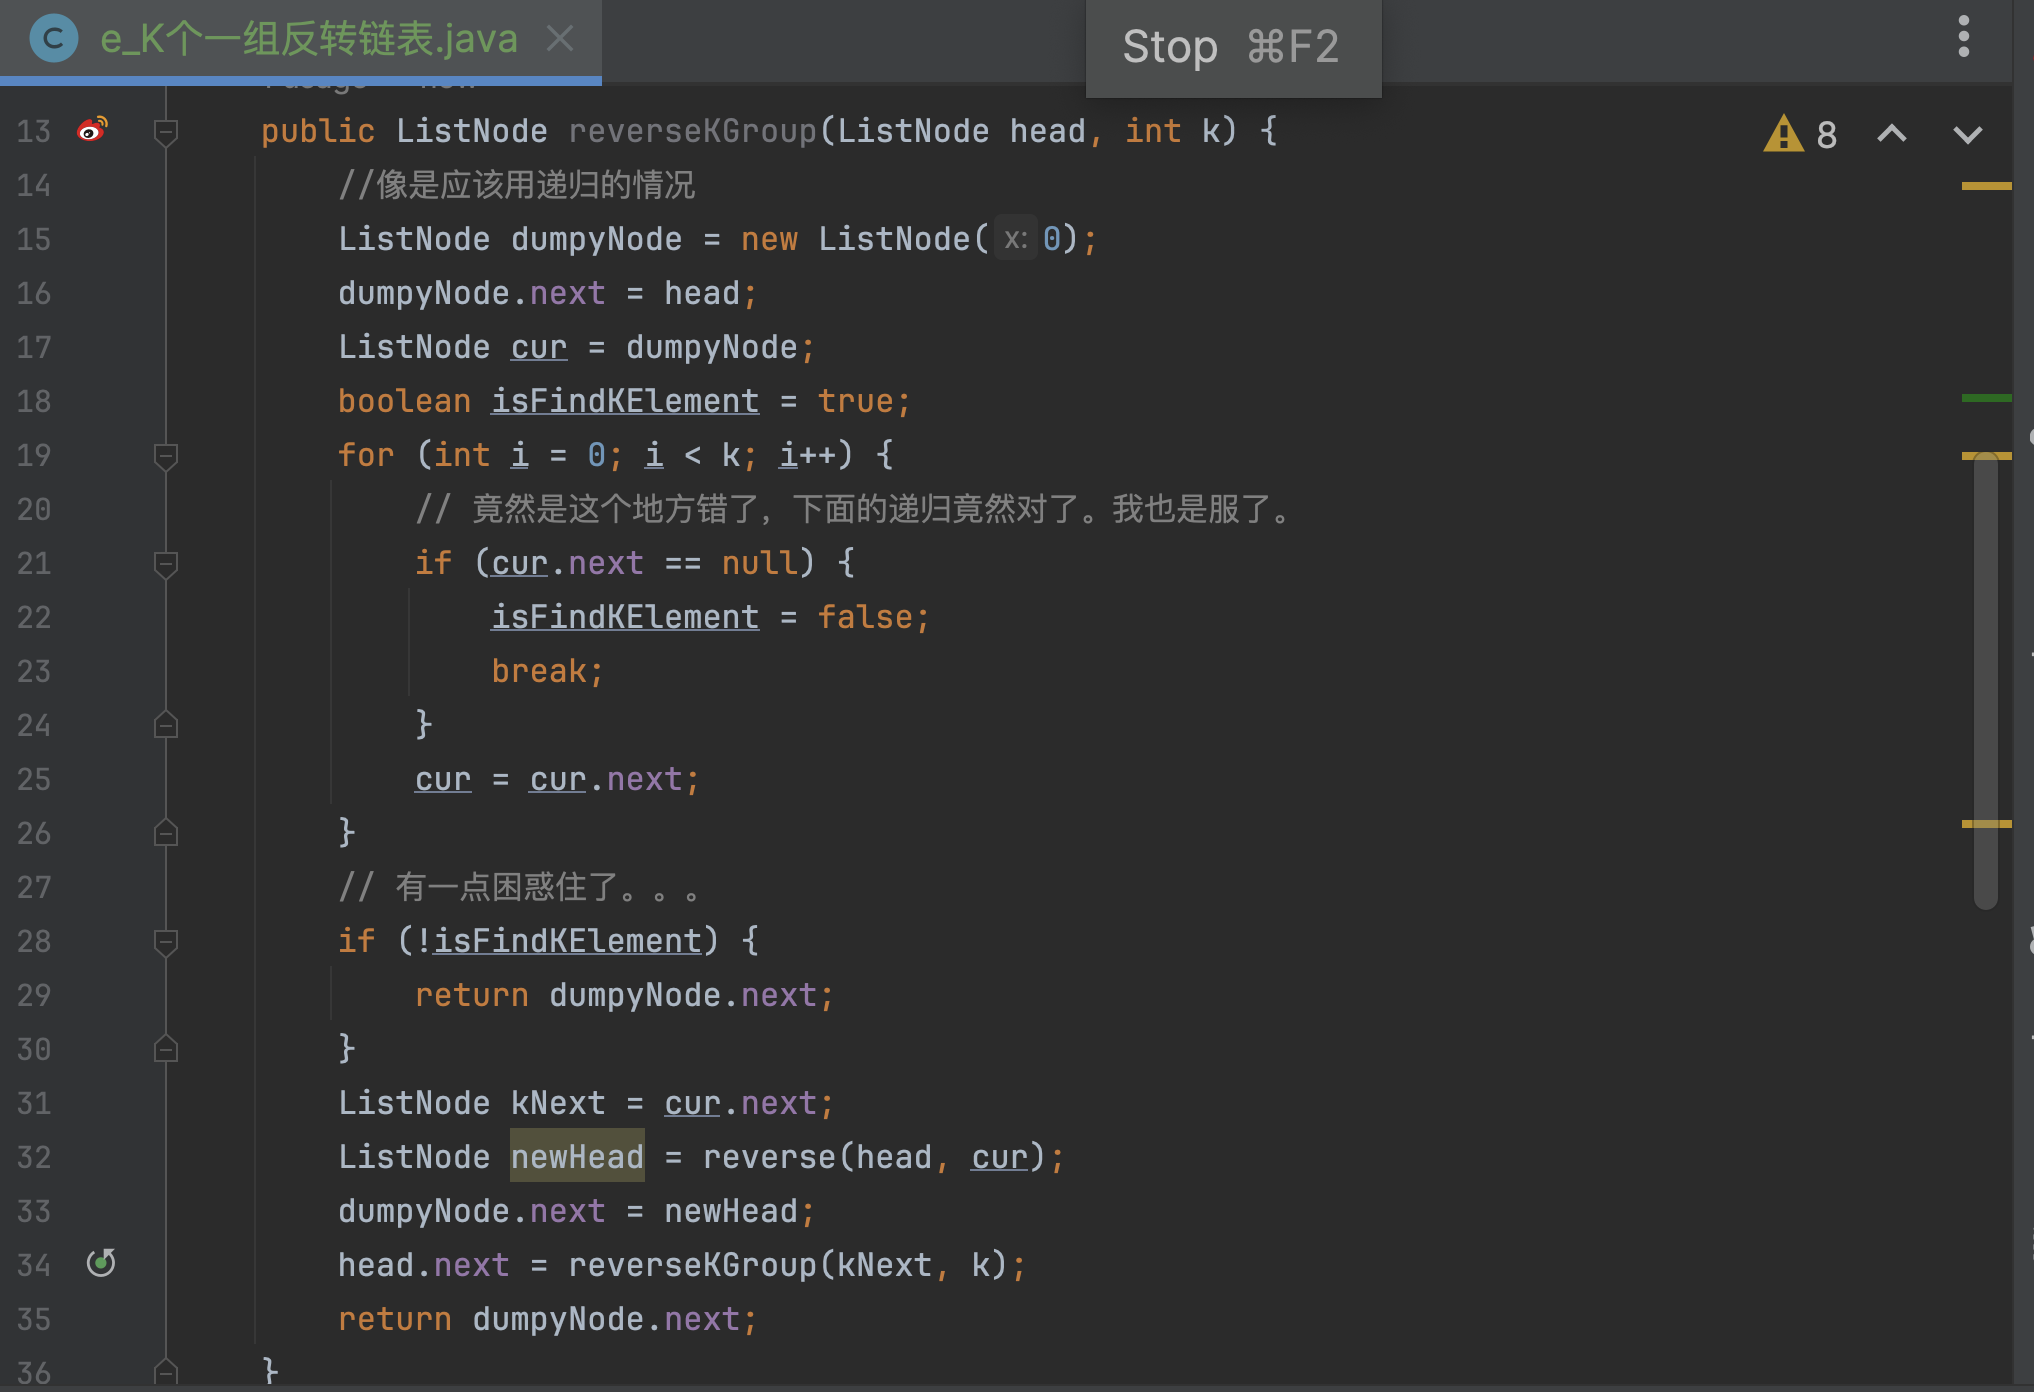 e_K个一组反转链表.java
Stop ⌘F2
8
13 public ListNode reverseKGroup(ListNode head, int k) {
14 //像是应该用递归的情况
15 ListNode dumpyNode = new ListNode( x: 0);
16 dumpyNode.next = head;
17 ListNode cur = dumpyNode;
18 boolean isFindKElement = true;
19 for (int i = 0; i < k; i++) {
20 // 竟然是这个地方错了，下面的递归竟然对了。我也是服了。
21 if (cur.next == null) {
22 isFindKElement = false;
23 break;
24 }
25 cur = cur.next;
26 }
27 // 有一点困惑住了。。。
28 if (!isFindKElement) {
29 return dumpyNode.next;
30 }
31 ListNode kNext = cur.next;
32 ListNode newHead = reverse(head, cur);
33 dumpyNode.next = newHead;
34 head.next = reverseKGroup(kNext, k);
35 return dumpyNode.next;
36 }